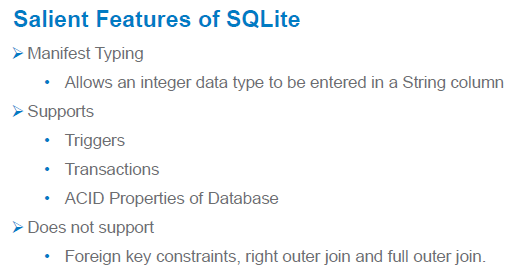 Salient Features of SQLite
➢ Manifest Typing
• Allows an integer data type to be entered in a String column
➢ Supports
• Triggers
• Transactions
• ACID Properties of Database
➢ Does not support
• Foreign key constraints, right outer join and full outer join.